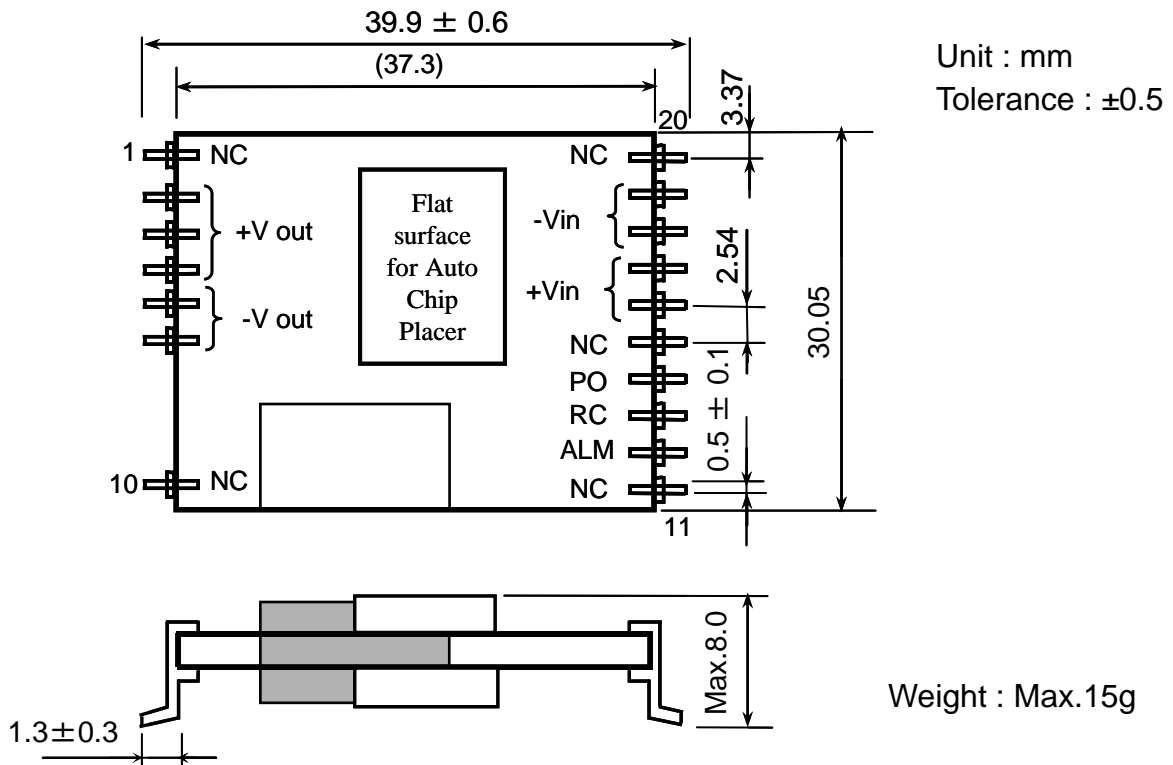 39.9 ± 0.6
(37.3)
Unit : mm
Tolerance : ±0.5
3.37
20
1
NC
NC
+V out
-Vin
Flat
surface
for Auto
Chip
Placer
2.54
+Vin
-V out
30.05
NC
PO
0.5 ± 0.1
RC
ALM
10
NC
NC
11
Max.8.0
Weight : Max.15g
1.3±0.3